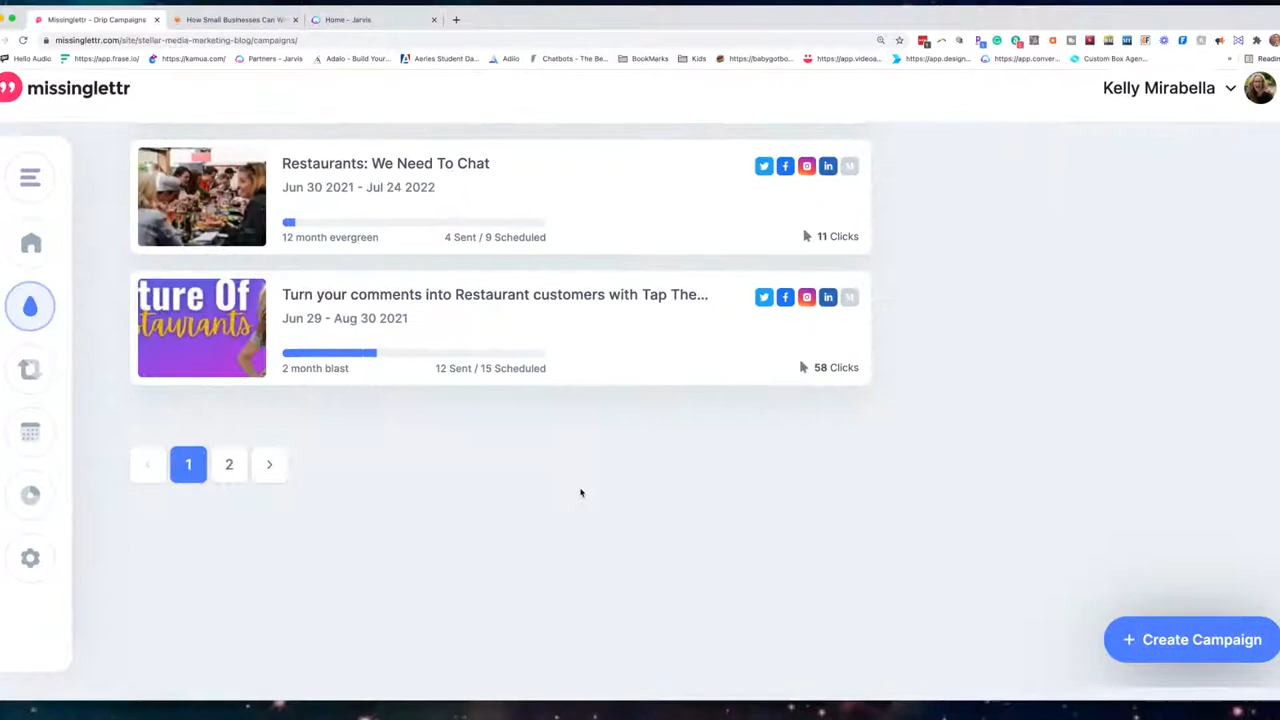 Missinglettr - Drip Campaigns
How Small Businesses Can W
Home - Jarvis
missinglettr.com/site/stellar-media-marketing-blog/campaigns/
Hello Audio
https://app.frase.io/
https://kamua.com/
Partners - Jarvis
Adalo - Build Your...
Aeries Student Da...
Adilo
Chatbots - The Be...
BookMarks
Kids
https://babygotbo...
https://app.videoa...
https://app.design...
https://app.conver...
Custom Box Agen...
»
Readin
missinglettr
Kelly Mirabella
Restaurants: We Need To Chat
Jun 30 2021 - Jul 24 2022
12 month evergreen
4 Sent / 9 Scheduled
11 Clicks
ture Of
taurants
Turn your comments into Restaurant customers with Tap The...
Jun 29 - Aug 30 2021
2 month blast
12 Sent / 15 Scheduled
58 Clicks
1
2
+ Create Campaign